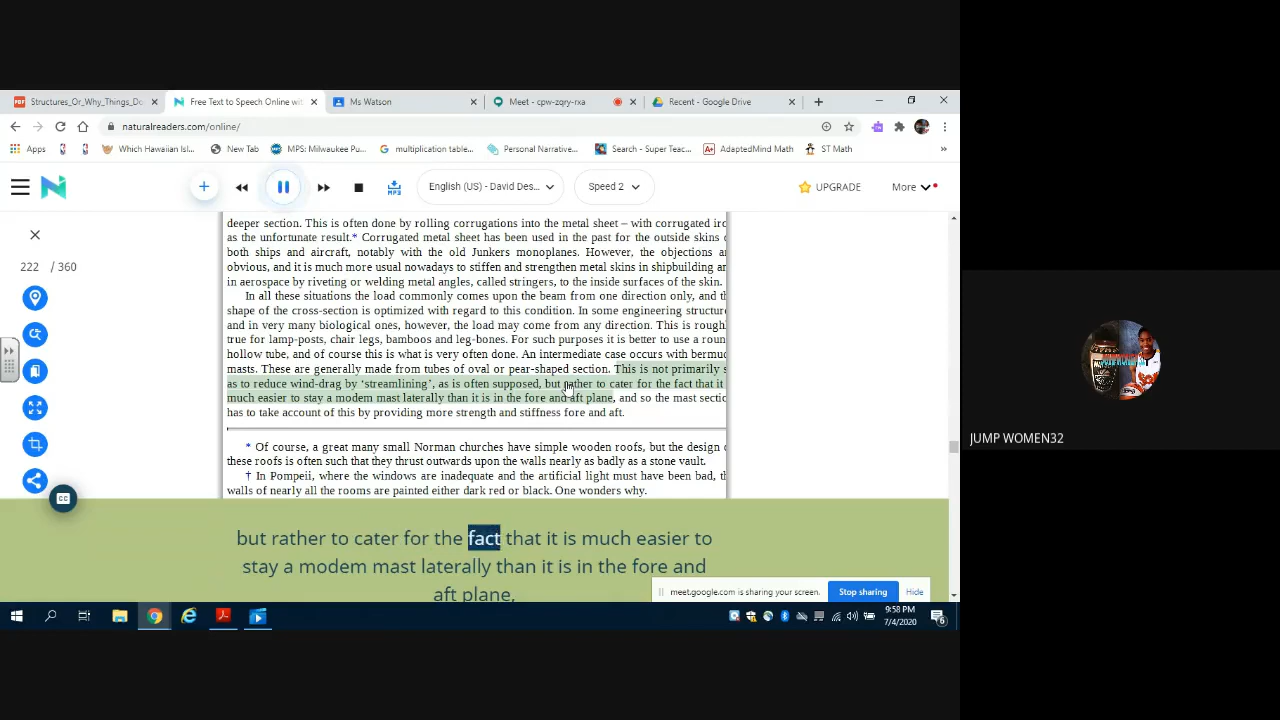 Structures_Or_Why_Things_Do
Free Text to Speech Online wit
Ms Watson
Meet - cpw-zqry-rxa
Recent - Google Drive
naturalreaders.com/online/
Apps
Which Hawaiian Isl...
New Tab
MPS: Milwaukee Pu...
multiplication table...
Personal Narrative...
Search - Super Teac...
AdaptedMind Math
ST Math
»
MP3
English (US) - David Des...
Speed 2
UPGRADE
More
222 / 360
deeper section. This is often done by rolling corrugations into the metal sheet – with corrugated iro
as the unfortunate result.* Corrugated metal sheet has been used in the past for the outside skins o
both ships and aircraft, notably with the old Junkers monoplanes. However, the objections ar
obvious, and it is much more usual nowadays to stiffen and strengthen metal skins in shipbuilding an
in aerospace by riveting or welding metal angles, called stringers, to the inside surfaces of the skin.
In all these situations the load commonly comes upon the beam from one direction only, and th
shape of the cross-section is optimized with regard to this condition. In some engineering structure
and in very many biological ones, however, the load may come from any direction. This is rough
true for lamp-posts, chair legs, bamboos and leg-bones. For such purposes it is better to use a roun
hollow tube, and of course this is what is very often done. An intermediate case occurs with bermud
masts. These are generally made from tubes of oval or pear-shaped section. This is not primarily s
as to reduce wind-drag by ‘streamlining’, as is often supposed, but rather to cater for the fact that it
much easier to stay a modem mast laterally than it is in the fore and aft plane, and so the mast sectio
has to take account of this by providing more strength and stiffness fore and aft.
* Of course, a great many small Norman churches have simple wooden roofs, but the design o
these roofs is often such that they thrust outwards upon the walls nearly as badly as a stone vault.
† In Pompeii, where the windows are inadequate and the artificial light must have been bad, th
walls of nearly all the rooms are painted either dark red or black. One wonders why.
CC
but rather to cater for the fact that it is much easier to
stay a modem mast laterally than it is in the fore and
aft plane,
meet.google.com is sharing your screen.
Stop sharing
Hide
9:58 PM
7/4/2020
6
JUMP WOMEN32